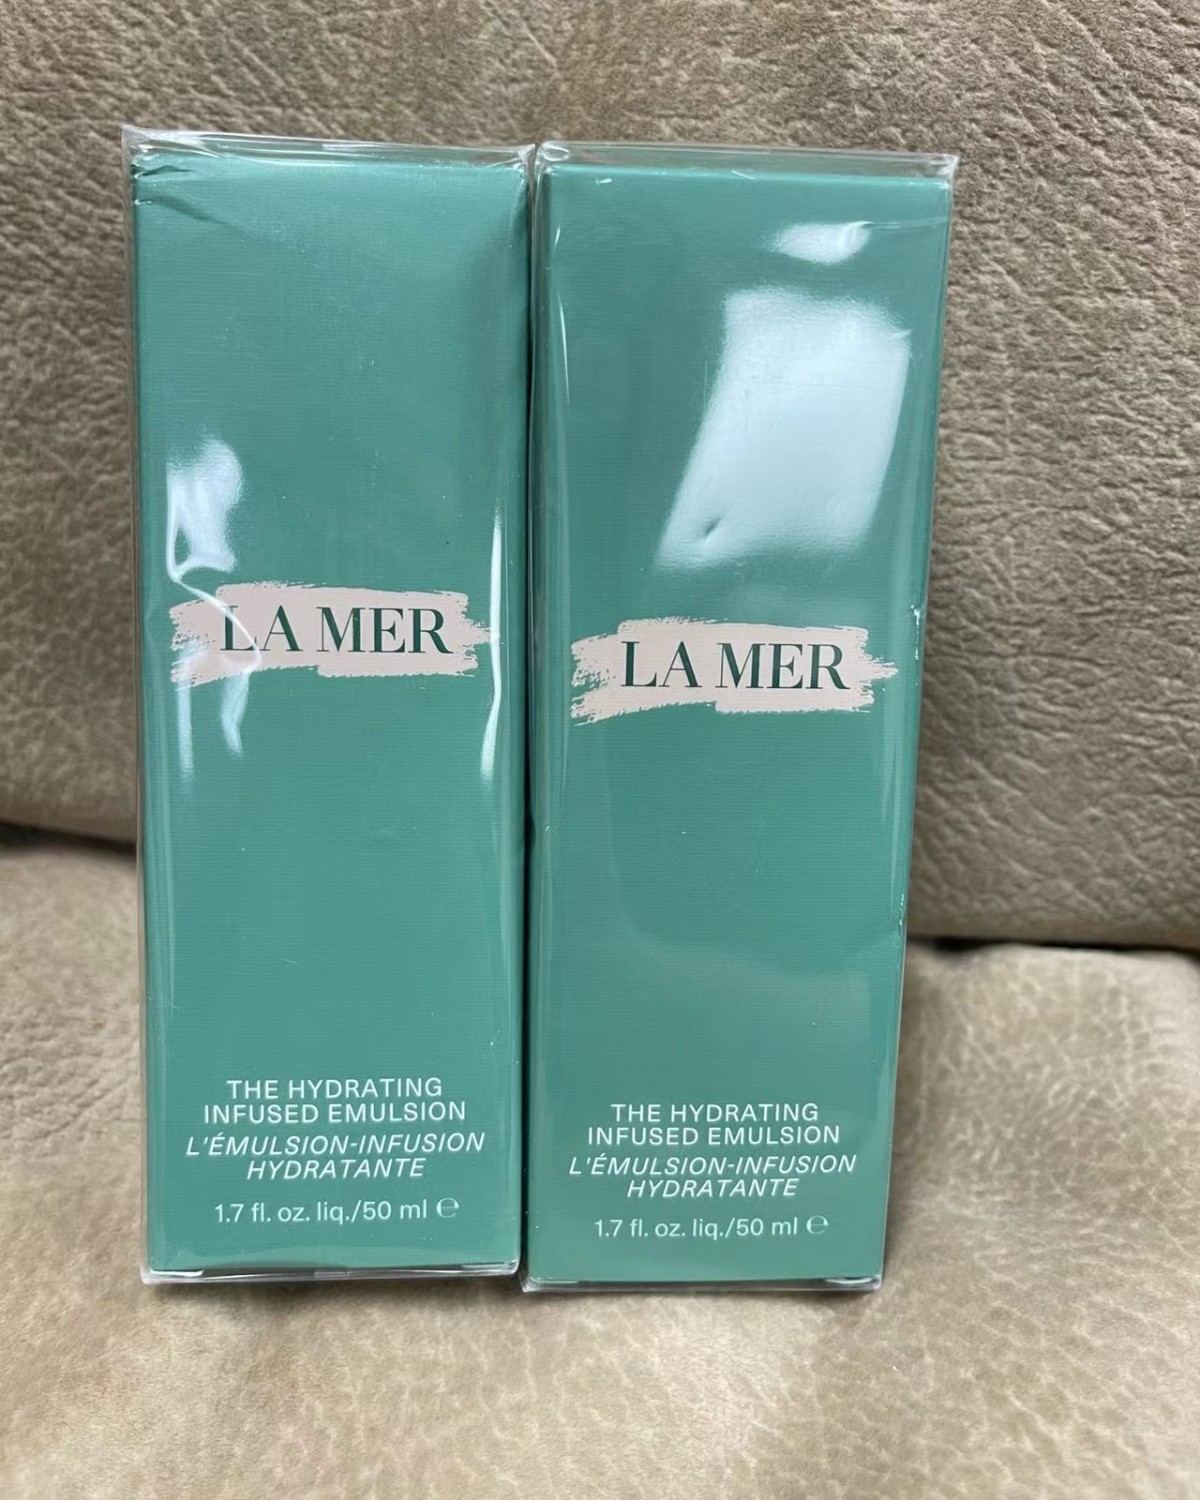 LA MER
THE HYDRATING
INFUSED EMULSION
L'ÉMULSION-INFUSION
HYDRATANTE
1.7 fl. oz. liq./50 ml ℮
LA MER
THE HYDRATING
INFUSED EMULSION
L'ÉMULSION-INFUSION
HYDRATANTE
1.7 fl. oz. liq./50 ml ℮